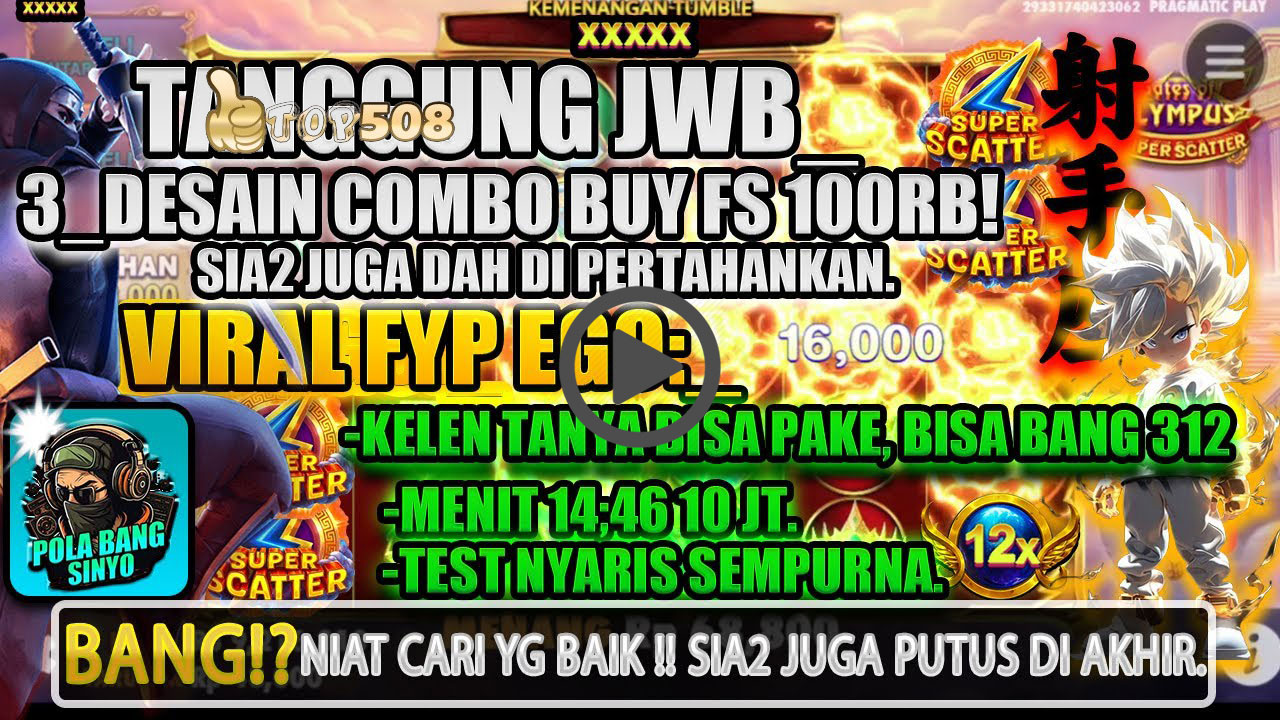 XXXXX
KEMENANGAN TUMBLE
XXXXX
29331740423062 PRAGMATIC PLAY
TANGGUNG JWB_
TOP508
SUPER
SCATTER
射手
YMPUS
PER SCATTER
3_DESAIN COMBO BUY FS 100RB!
SCATTER
SIA2 JUGA DAH DI PERTAHANKAN.
VIRAL FYP EGO:_
16,000
-KELEN TANYA BISA PAKE, BISA BANG 312
-MENIT 14;46 10 JT.
-TEST NYARIS SEMPURNA.
POLA BANG
SINYO
SUPER
SCATTER
12x
BANG!? NIAT CARI YG BAIK !! SIA2 JUGA PUTUS DI AKHIR.